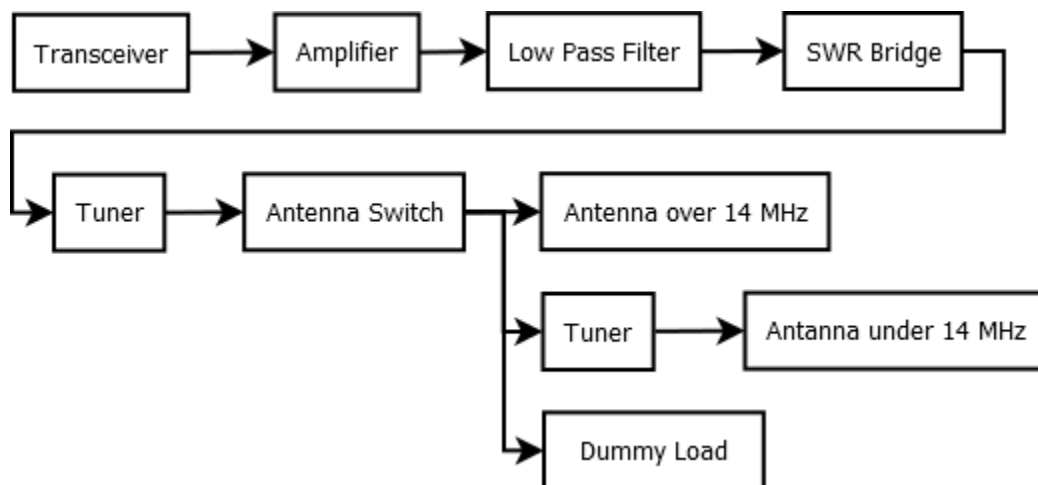 Transceiver
Amplifier
Low Pass Filter
SWR Bridge
Tuner
Antenna Switch
Antenna over 14 MHz
Tuner
Antanna under 14 MHz
Dummy Load